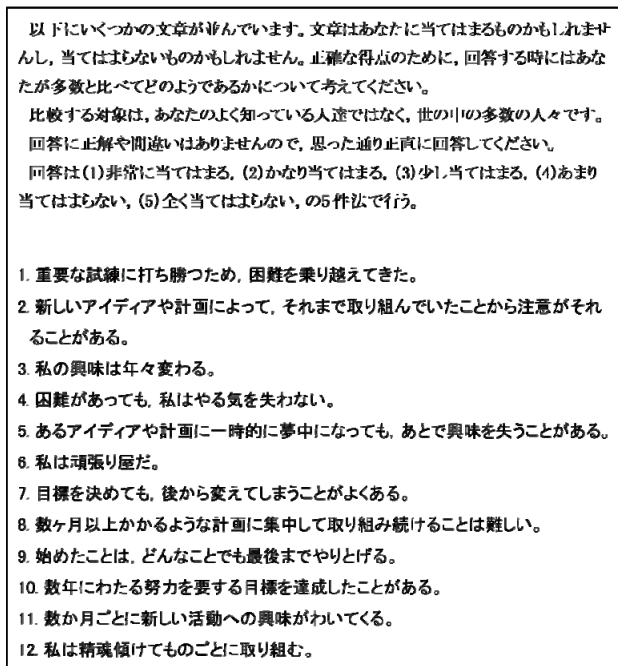 以下にいくつかの文章が並んでいます。文章はあなたに当てはまるものかもしれませ
んし，当てはまらないものかもしれません。正確な得点のために，回答する時にはあな
たが多数と比べてどのようであるかについて考えてください。
比較する対象は，あなたのよく知っている人達ではなく，世の中の多数の人々です。
回答に正解や間違いはありませんので，思った通り正直に回答してください。
回答は(1)非常に当てはまる，(2)かなり当てはまる，(3)少し当てはまる，(4)あまり
当てはまらない，(5)全く当てはまらない，の5件法で行う。
1. 重要な試練に打ち勝つため，困難を乗り越えてきた。
2. 新しいアイディアや計画によって，それまで取り組んでいたことから注意がそれ
ることがある。
3. 私の興味は年々変わる。
4. 困難があっても，私はやる気を失わない。
5. あるアイディアや計画に一時的に夢中になっても，あとで興味を失うことがある。
6. 私は頑張り屋だ。
7. 目標を決めても，後から変えてしまうことがよくある。
8. 数ヶ月以上かかるような計画に集中して取り組み続けることは難しい。
9. 始めたことは，どんなことでも最後までやりとげる。
10. 数年にわたる努力を要する目標を達成したことがある。
11. 数か月ごとに新しい活動への興味がわいてくる。
12. 私は精魂傾けてものごとに取り組む。